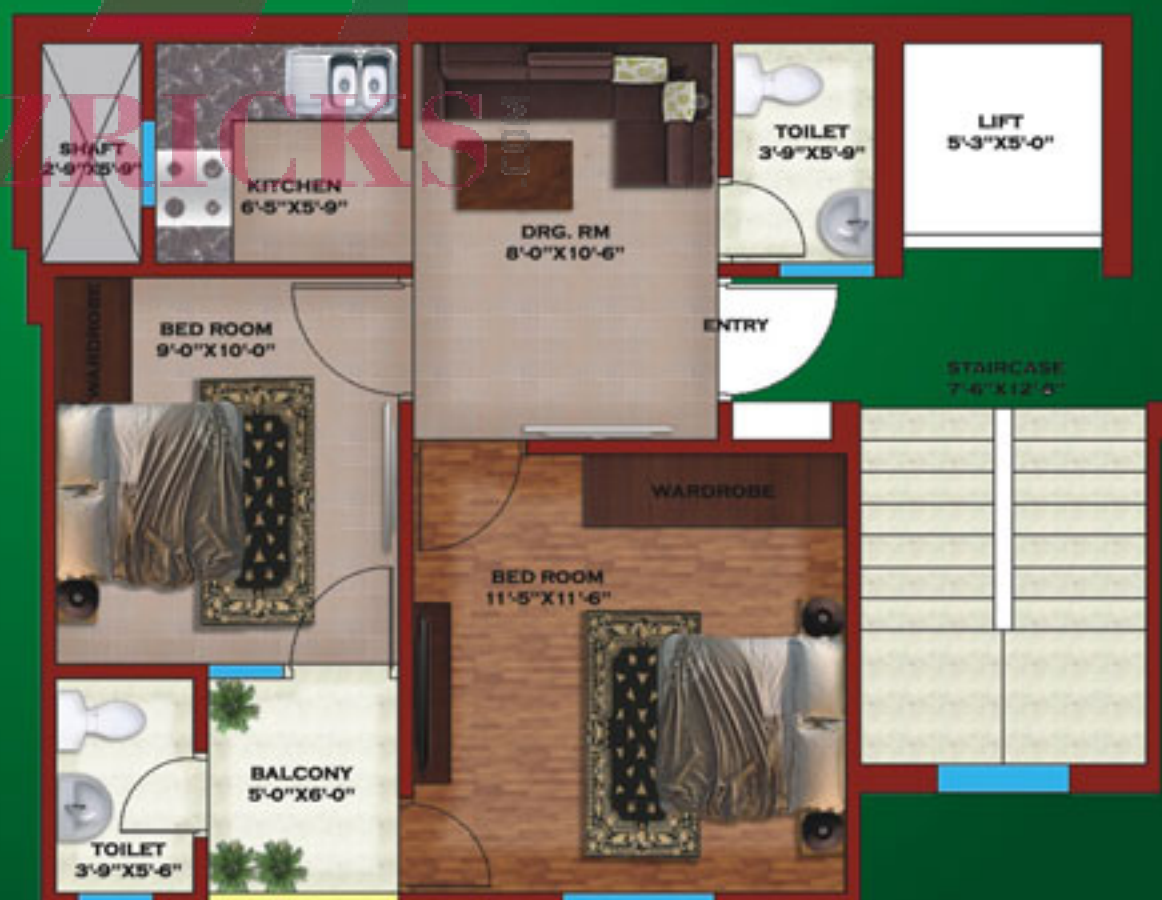 ZRICKS
.COM
SHAFT
2'-9"X5'-9"
KITCHEN
6'-5"X5'-9"
DRG. RM
8'-0"X10'-6"
TOILET
3'-9"X5'-9"
LIFT
5'-3"X5'-0"
WARDROBE
BED ROOM
9'-0"X10'-0"
ENTRY
STAIRCASE
WARDROBE
BED ROOM
11'-5"X11'-6"
BALCONY
5'-0"X6'-0"
TOILET
3'-9"X5'-6"